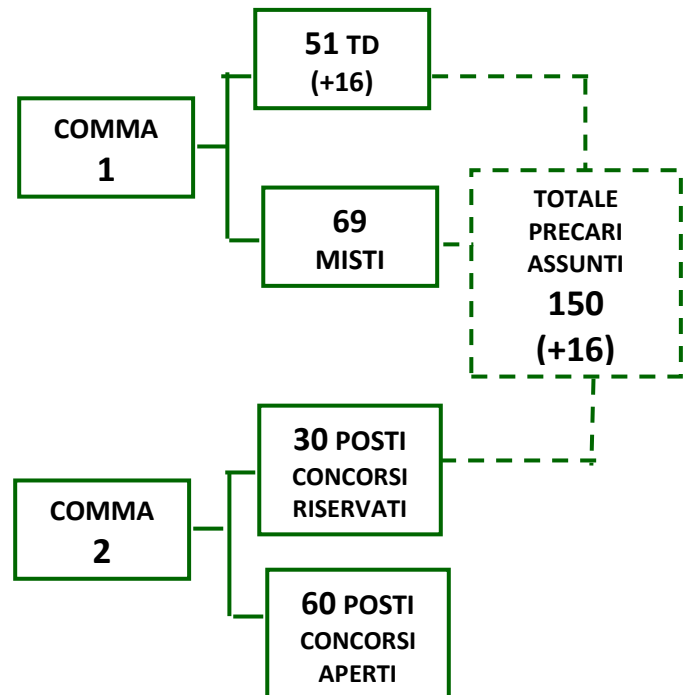 51 TD
(+16)
COMMA
1
69
MISTI
TOTALE
PRECARI
ASSUNTI
150
(+16)
30 POSTI
CONCORSI
RISERVATI
COMMA
2
60 POSTI
CONCORSI
APERTI